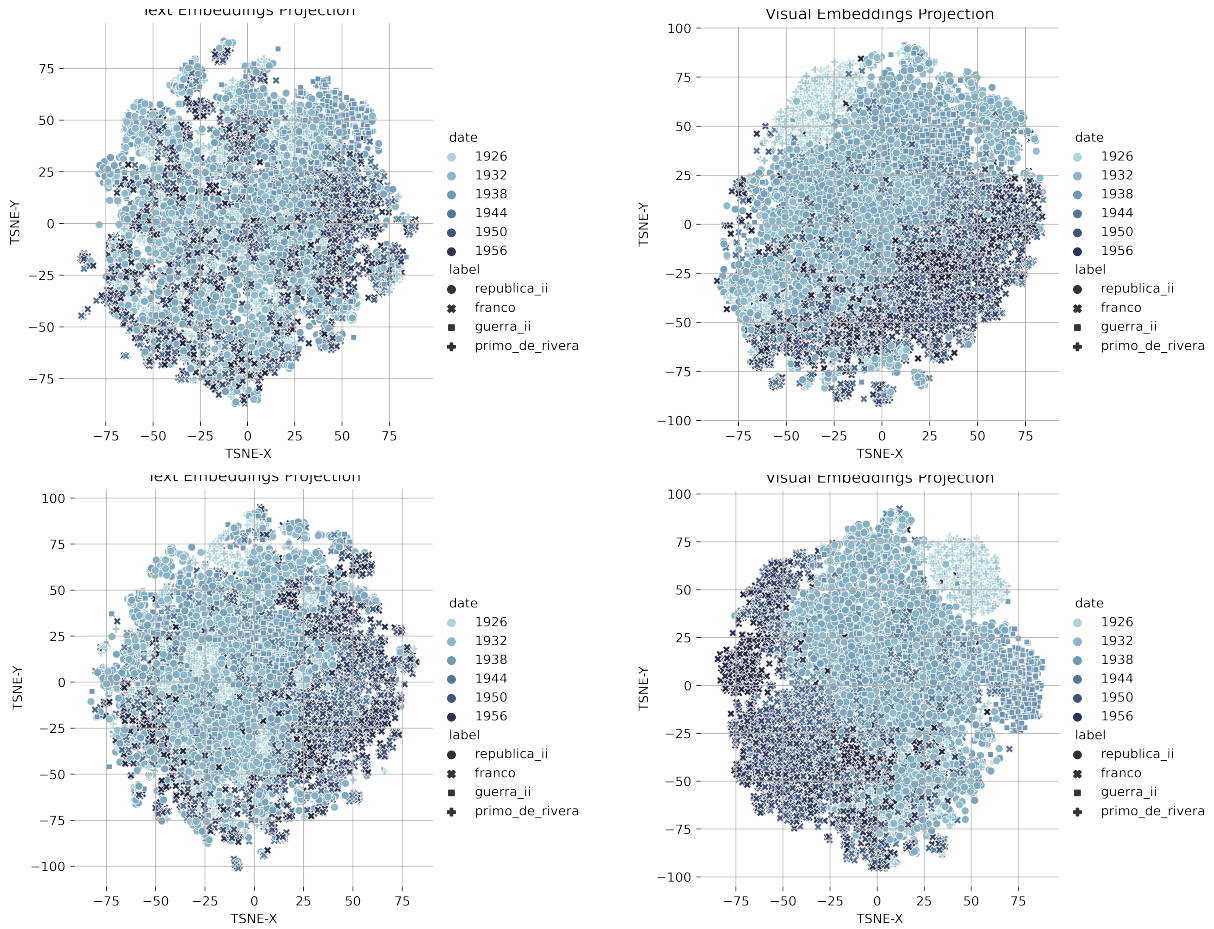 Text Embeddings Projection
75
50
25
0
−25
−50
−75
−75 −50 −25 0 25 50 75
TSNE-X
TSNE-Y
date
1926
1932
1938
1944
1950
1956
label
republica_ii
franco
guerra_ii
primo_de_rivera
Visual Embeddings Projection
100
75
50
25
0
−25
−50
−75
−100
−75 −50 −25 0 25 50 75
TSNE-X
TSNE-Y
date
1926
1932
1938
1944
1950
1956
label
republica_ii
franco
guerra_ii
primo_de_rivera
Text Embeddings Projection
100
75
50
25
0
−25
−50
−75
−100
−75 −50 −25 0 25 50 75
TSNE-X
TSNE-Y
date
1926
1932
1938
1944
1950
1956
label
republica_ii
franco
guerra_ii
primo_de_rivera
Visual Embeddings Projection
100
75
50
25
0
−25
−50
−75
−100
−75 −50 −25 0 25 50 75
TSNE-X
TSNE-Y
date
1926
1932
1938
1944
1950
1956
label
republica_ii
franco
guerra_ii
primo_de_rivera